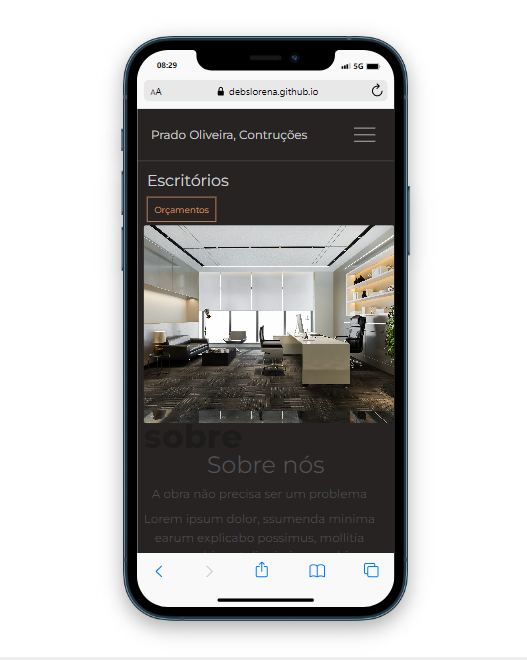 08:29
5G
AA
debslorena.github.io
Prado Oliveira, Contruções
Escritórios
Orçamentos
sobre
Sobre nós
A obra não precisa ser um problema
Lorem ipsum dolor, ssumenda minima
earum explicabo possimus, mollitia